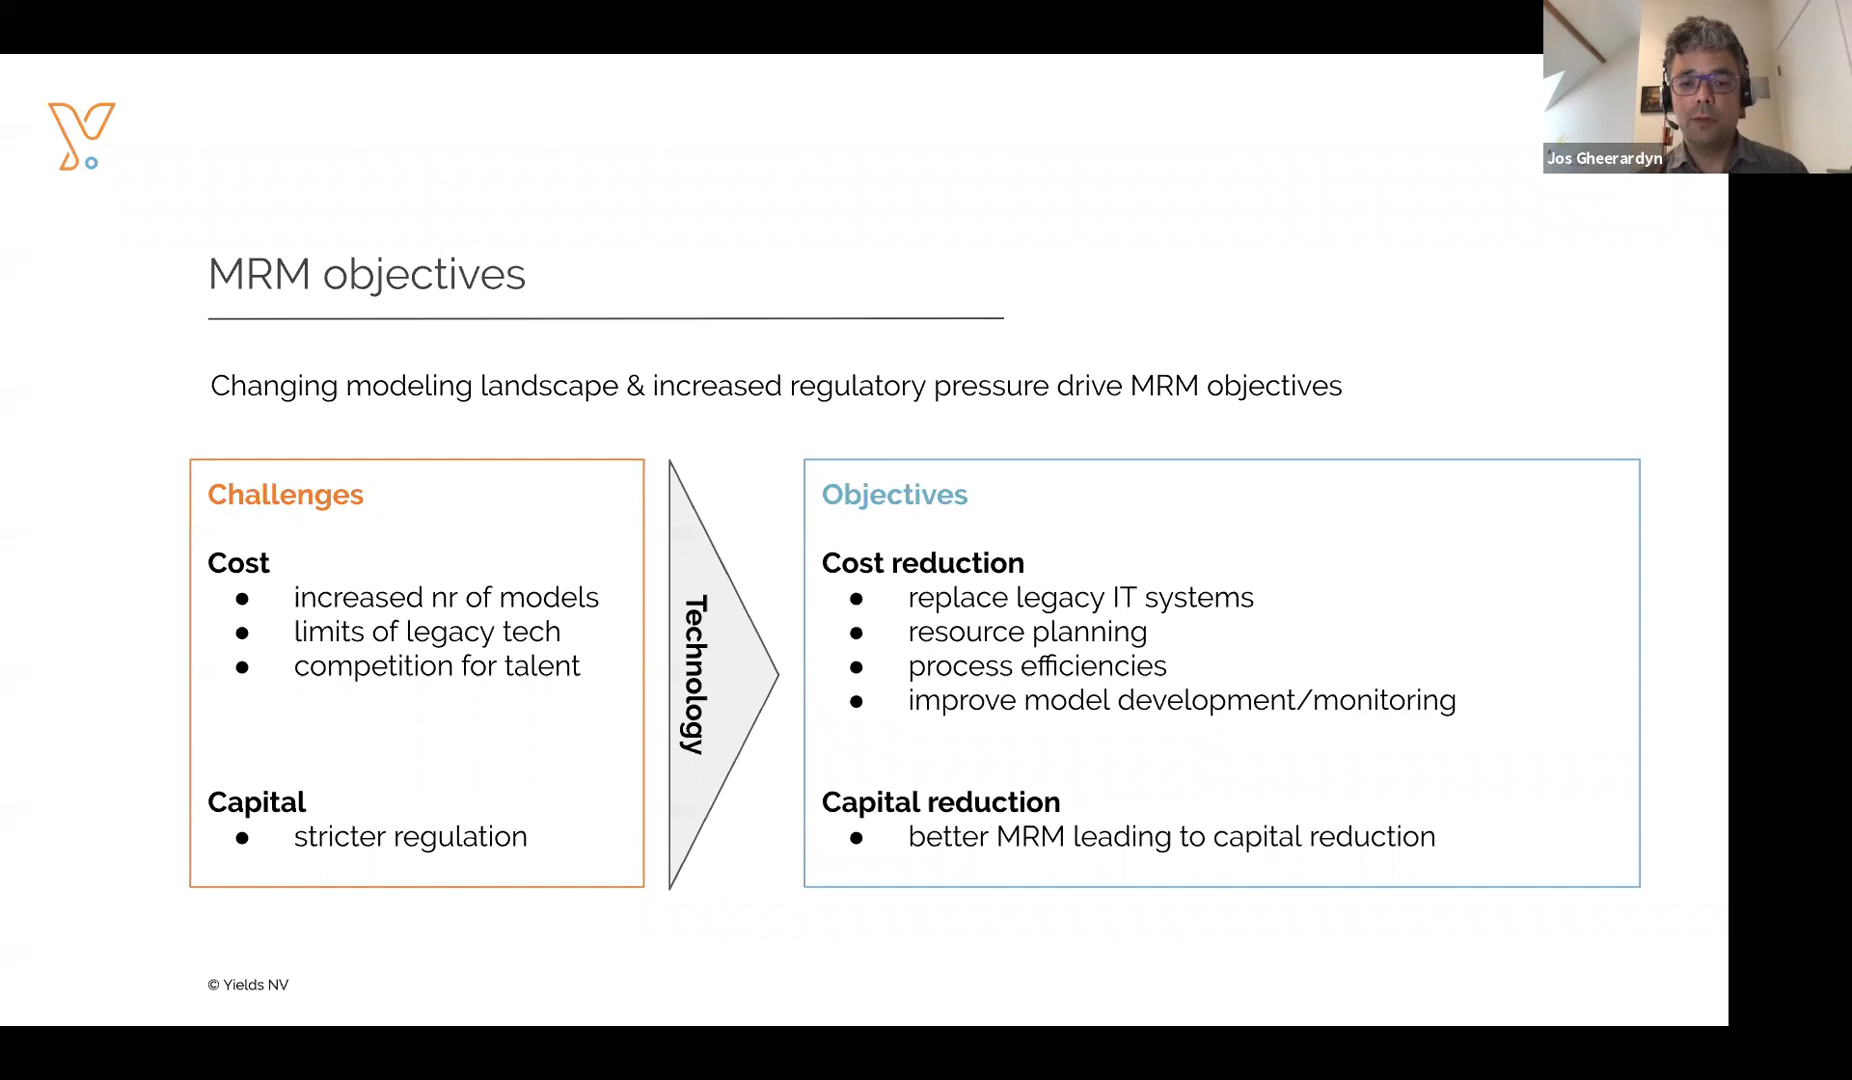 Jos Gheerardyn
MRM objectives
Changing modeling landscape & increased regulatory pressure drive MRM objectives
Challenges
Cost
● increased nr of models
● limits of legacy tech
● competition for talent
Capital
● stricter regulation
Technology
Objectives
Cost reduction
● replace legacy IT systems
● resource planning
● process efficiencies
● improve model development/monitoring
Capital reduction
● better MRM leading to capital reduction
© Yields NV